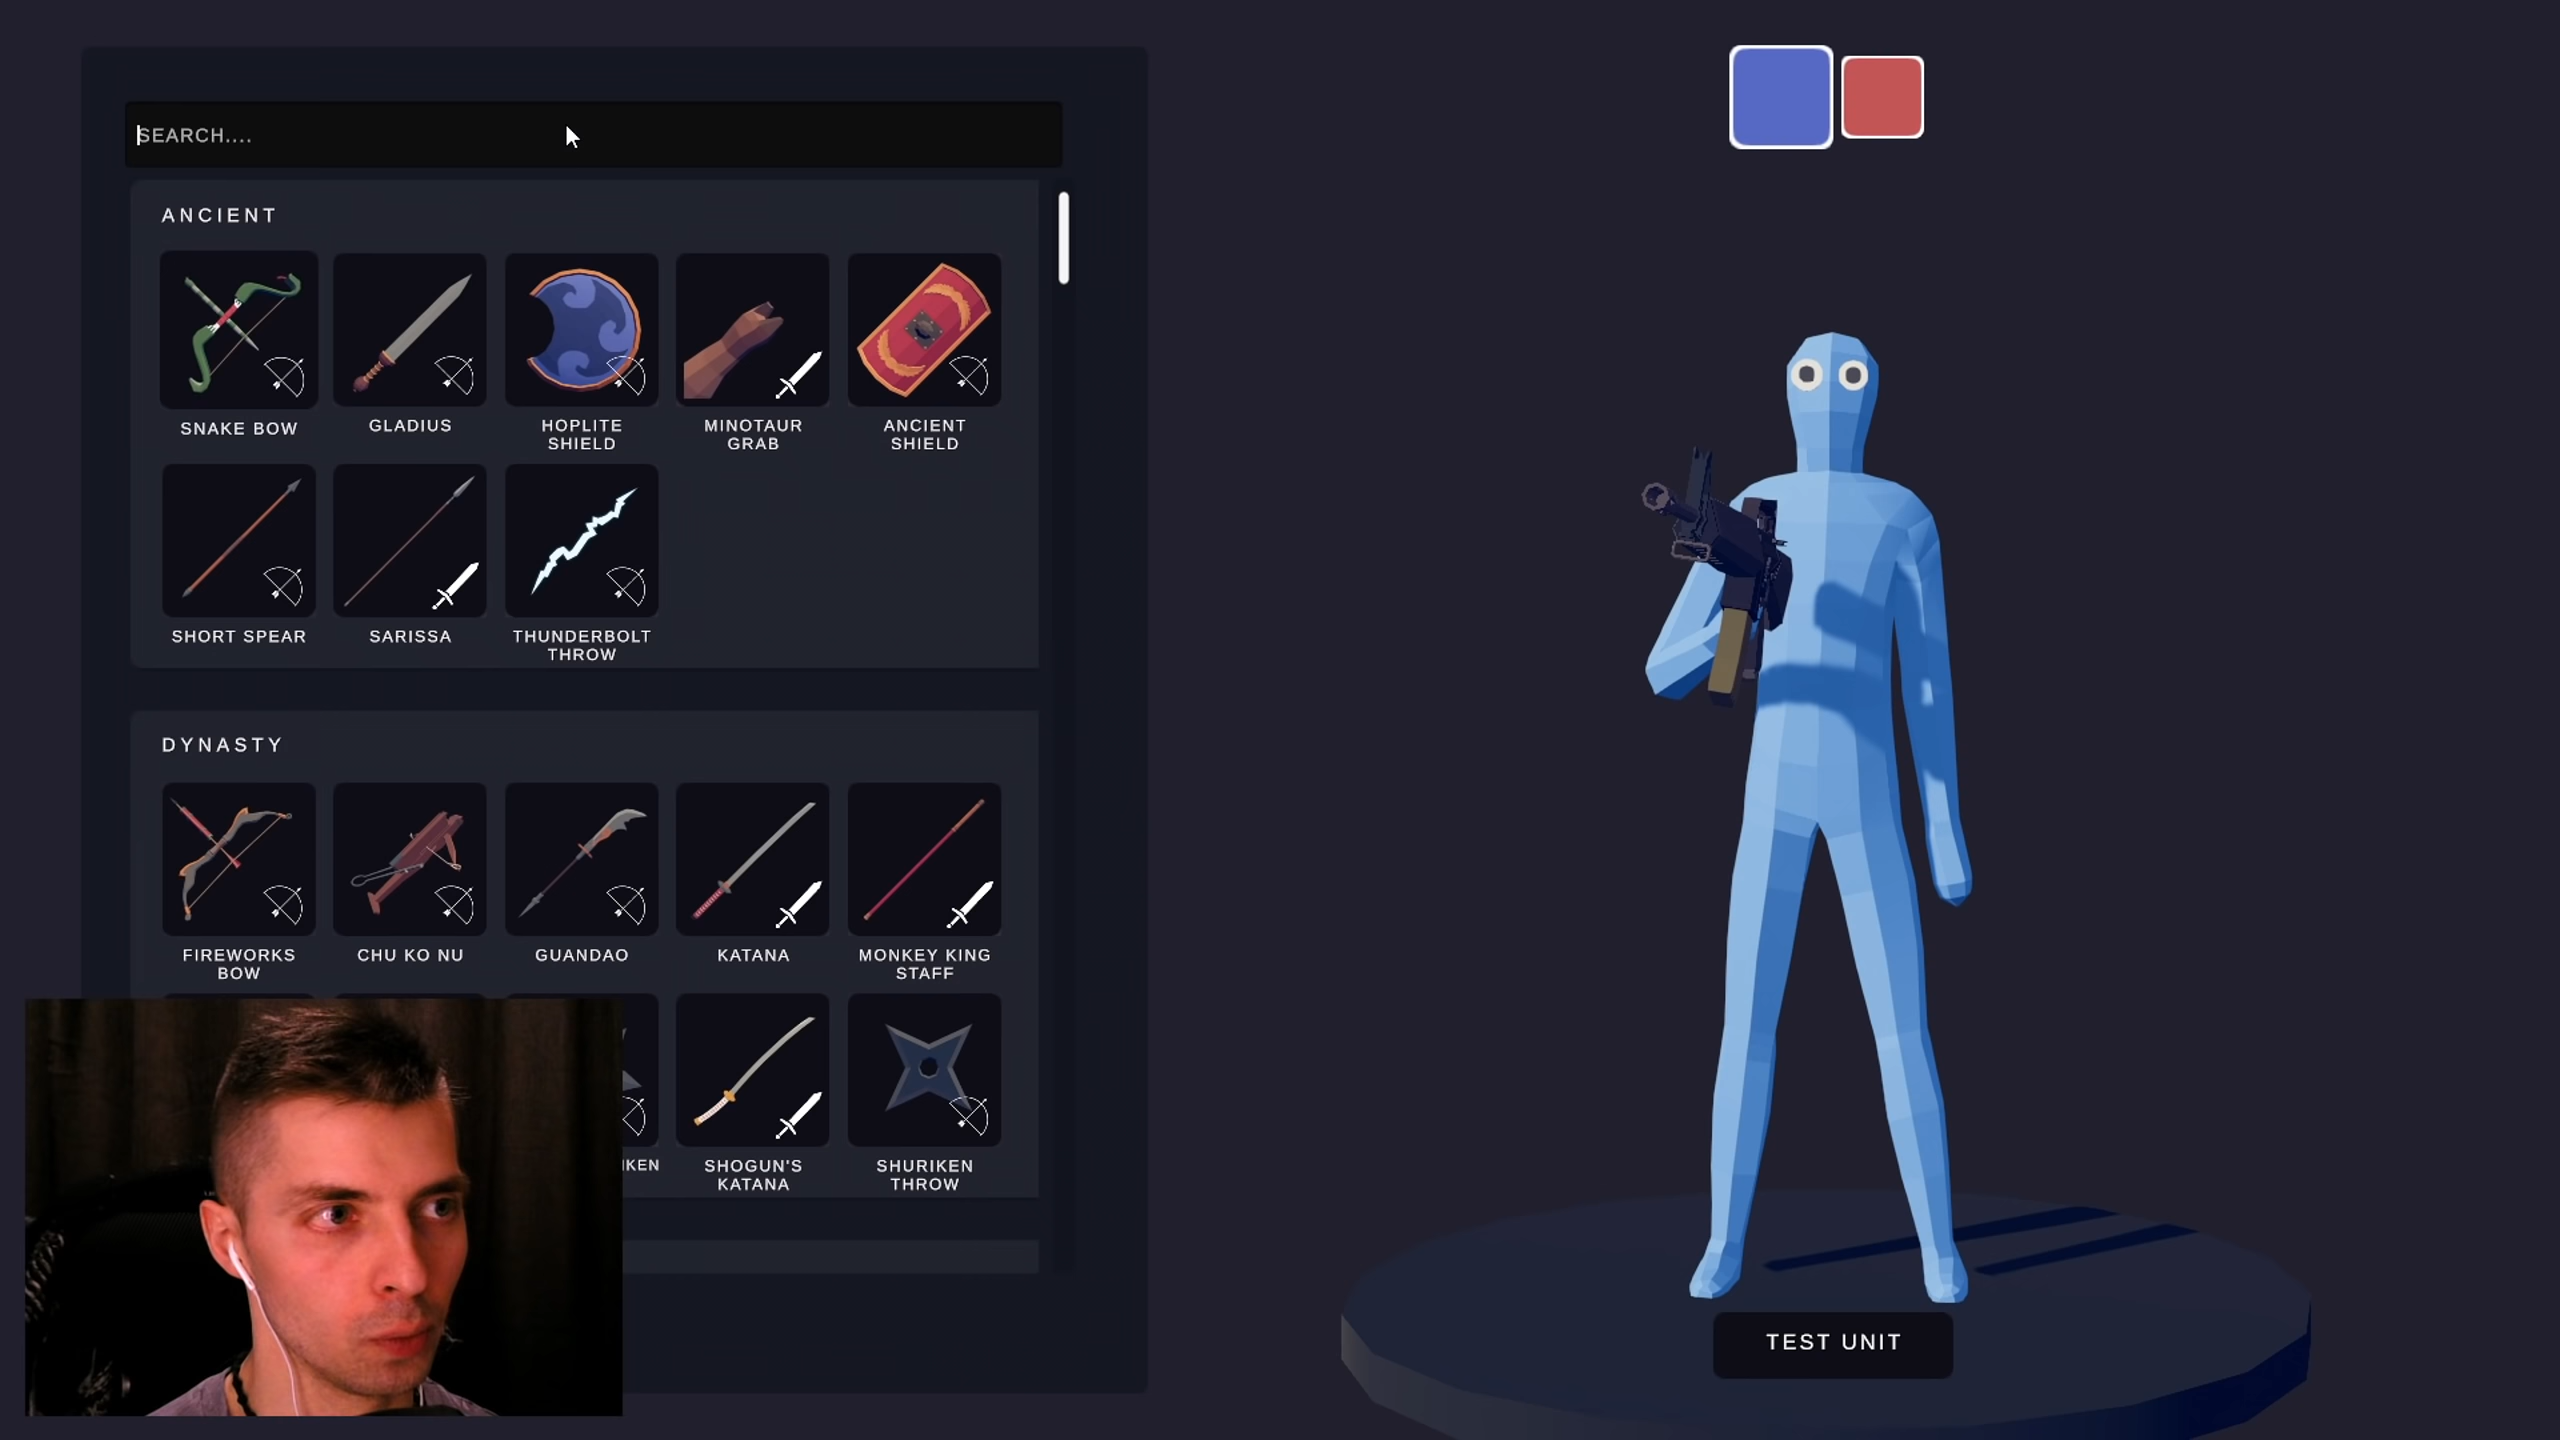 SEARCH....
ANCIENT
SNAKE BOW
GLADIUS
HOPLITE
SHIELD
MINOTAUR
GRAB
ANCIENT
SHIELD
SHORT SPEAR
SARISSA
THUNDERBOLT
THROW
DYNASTY
FIREWORKS
BOW
CHU KO NU
GUANDAO
KATANA
MONKEY KING
STAFF
SHOGUN'S
KATANA
SHURIKEN
THROW
TEST UNIT